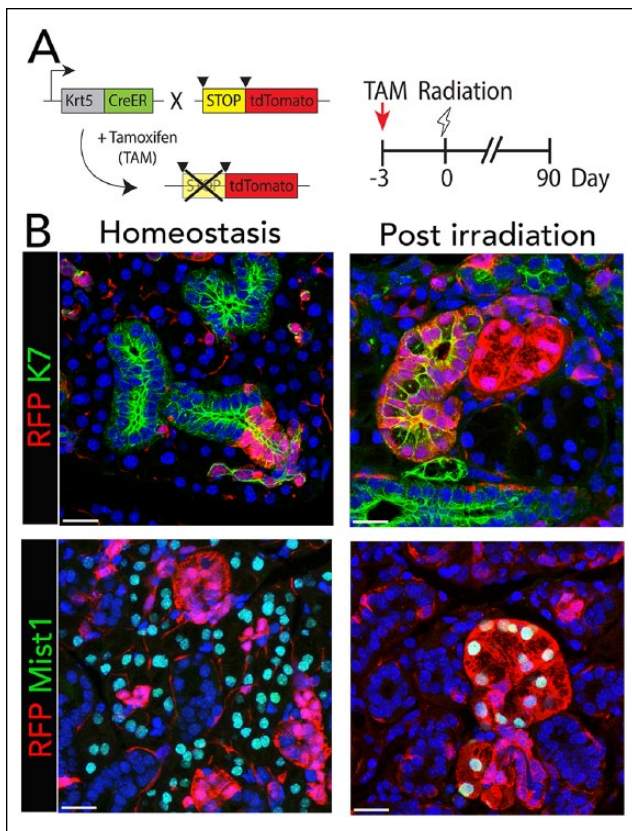 A
Krt5 CreER X STOP tdTomato
+ Tamoxifen
(TAM)
STOP tdTomato
TAM Radiation
-3 0 90 Day
B Homeostasis Post irradiation
RFP K7
RFP Mist1